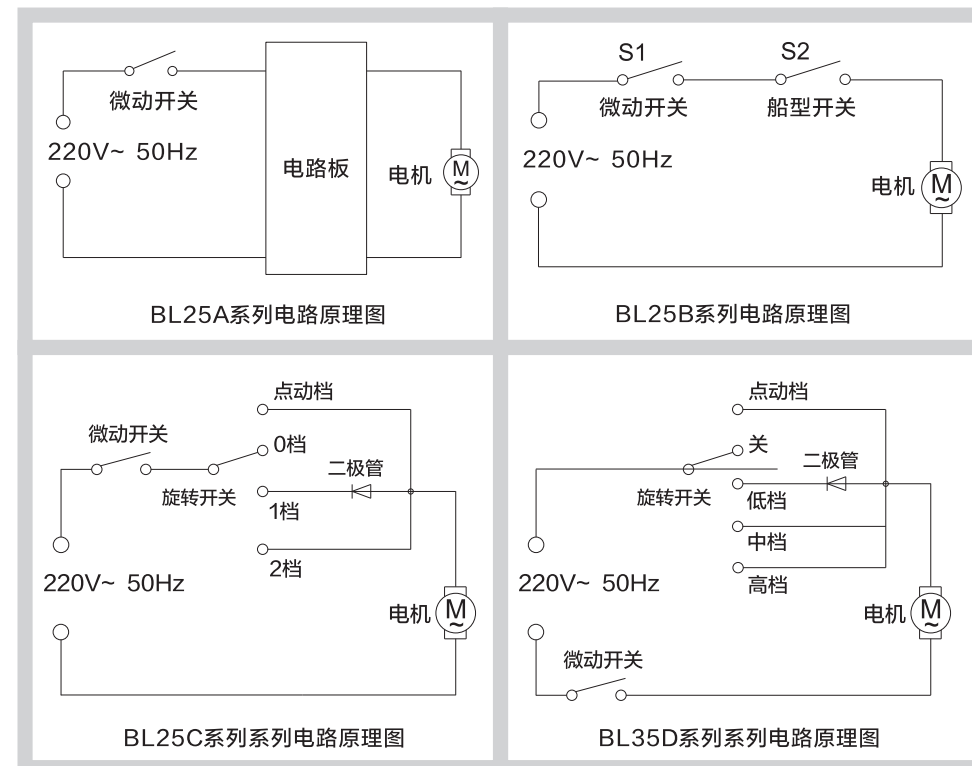 微动开关
220V~ 50Hz
电路板
电机
M
~
BL25A系列电路原理图
S1
S2
微动开关
船型开关
220V~ 50Hz
电机
M
~
BL25B系列电路原理图
点动档
微动开关
0档
二极管
旋转开关
1档
2档
220V~ 50Hz
电机
M
~
BL25C系列系列电路原理图
点动档
关
二极管
旋转开关
低档
中档
220V~ 50Hz
高档
电机
M
~
微动开关
BL35D系列系列电路原理图